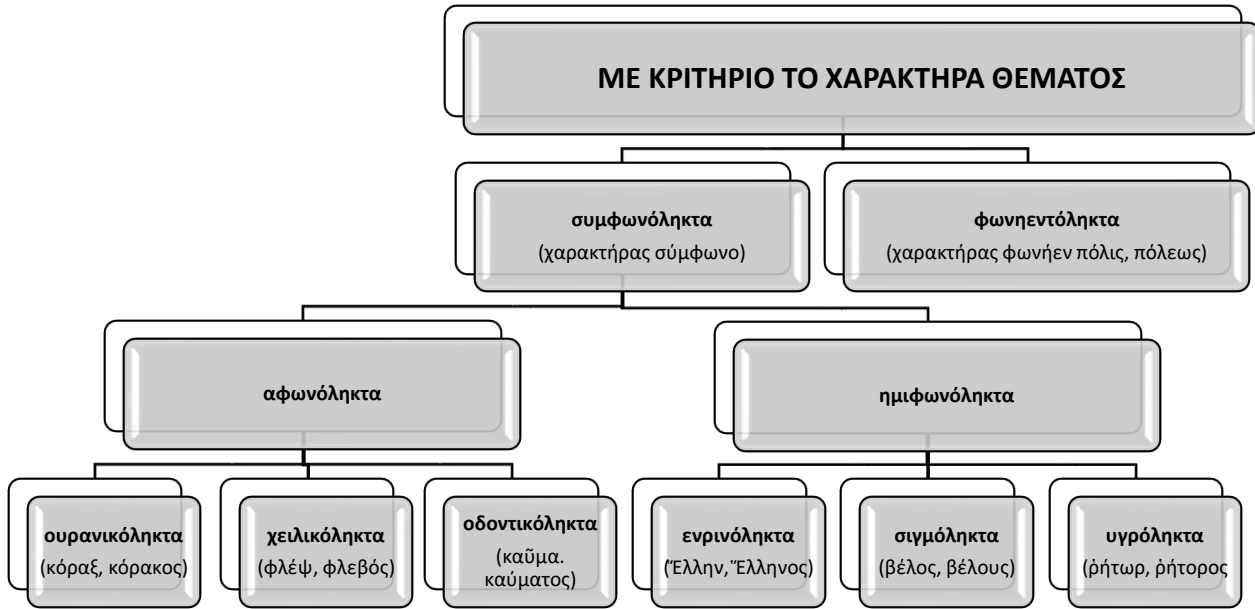 ΜΕ ΚΡΙΤΗΡΙΟ ΤΟ ΧΑΡΑΚΤΗΡΑ ΘΕΜΑΤΟΣ
συμφωνόληκτα
(χαρακτήρας σύμφωνο)
φωνηεντόληκτα
(χαρακτήρας φωνήεν πόλις, πόλεως)
αφωνόληκτα
ημιφωνόληκτα
ουρανικόληκτα
(κόραξ, κόρακος)
χειλικόληκτα
(φλέψ, φλεβός)
οδοντικόληκτα
(καῦμα.
καύματος)
ενρινόληκτα
(Ἕλλην, Ἕλληνος)
σιγμόληκτα
(βέλος, βέλους)
υγρόληκτα
(ῥήτωρ, ῥήτορος